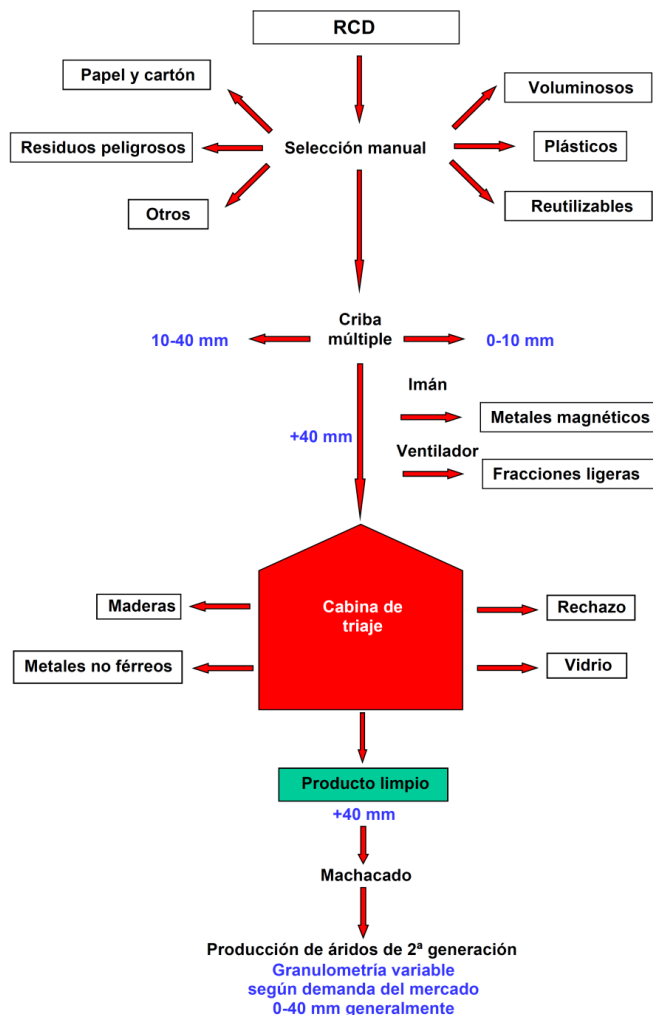 RCD
Papel y cartón
Voluminosos
Residuos peligrosos
Selección manual
Plásticos
Otros
Reutilizables
Criba
múltiple
10-40 mm
0-10 mm
Imán
Metales magnéticos
+40 mm
Ventilador
Fracciones ligeras
Cabina de
triaje
Maderas
Rechazo
Metales no férreos
Vidrio
Producto limpio
+40 mm
Machacado
Producción de áridos de 2ª generación
Granulometría variable
según demanda del mercado
0-40 mm generalmente